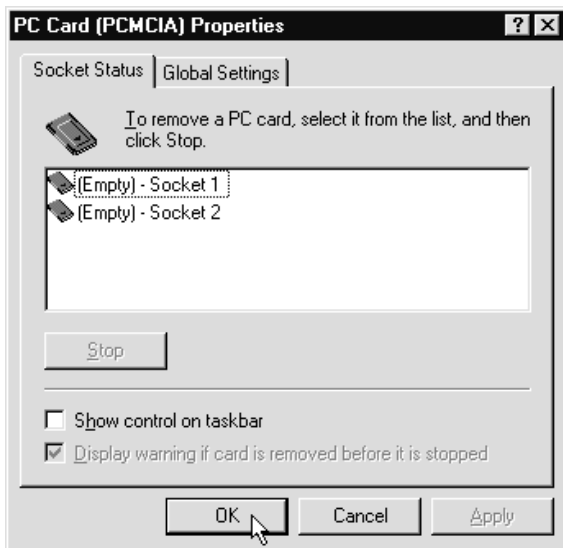 PC Card (PCMCIA) Properties
Socket Status Global Settings
To remove a PC card, select it from the list, and then
click Stop.
(Empty) - Socket 1
(Empty) - Socket 2
Stop
Show control on taskbar
Display warning if card is removed before it is stopped
OK Cancel Apply